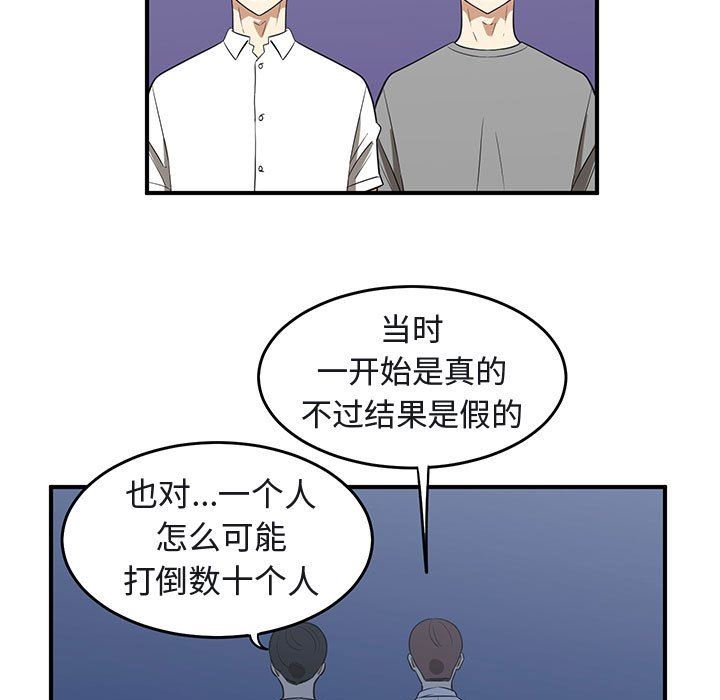 当时
一开始是真的
不过结果是假的
也对...一个人
怎么可能
打倒数十个人